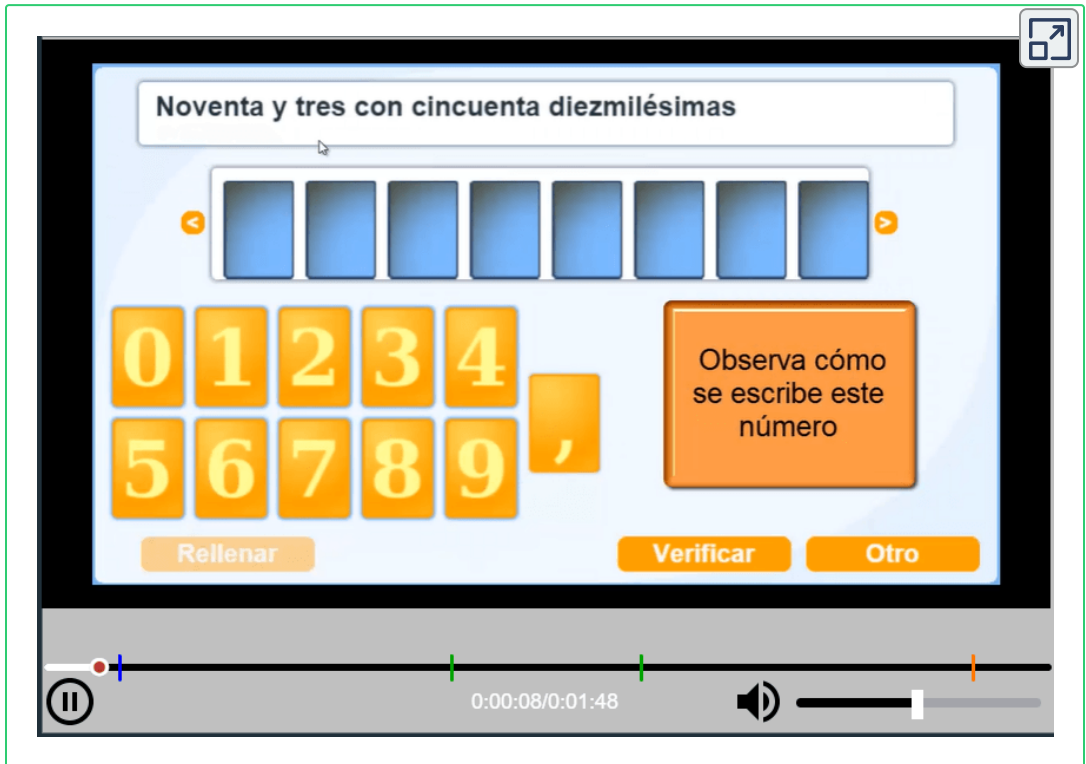 Noventa y tres con cincuenta diezmilésimas
< >
0 1 2 3 4
,
5 6 7 8 9
Observa cómo
se escribe este
número
Rellenar Verificar Otro
0:00:08/0:01:48